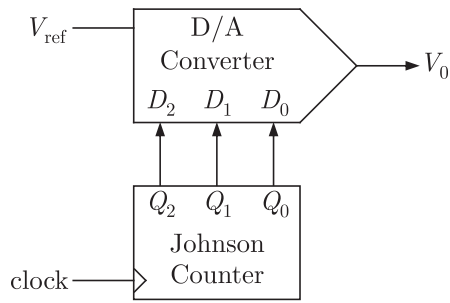 V_ref
D/A
Converter
V_0
D_2 D_1 D_0
Q_2 Q_1 Q_0
Johnson
Counter
clock